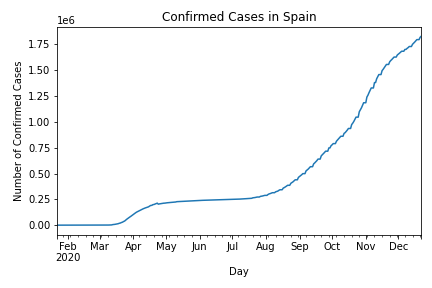 Confirmed Cases in Spain
1e6
1.75
1.50
1.25
1.00
0.75
0.50
0.25
0.00
Number of Confirmed Cases
Feb Mar Apr May Jun Jul Aug Sep Oct Nov Dec
2020
Day